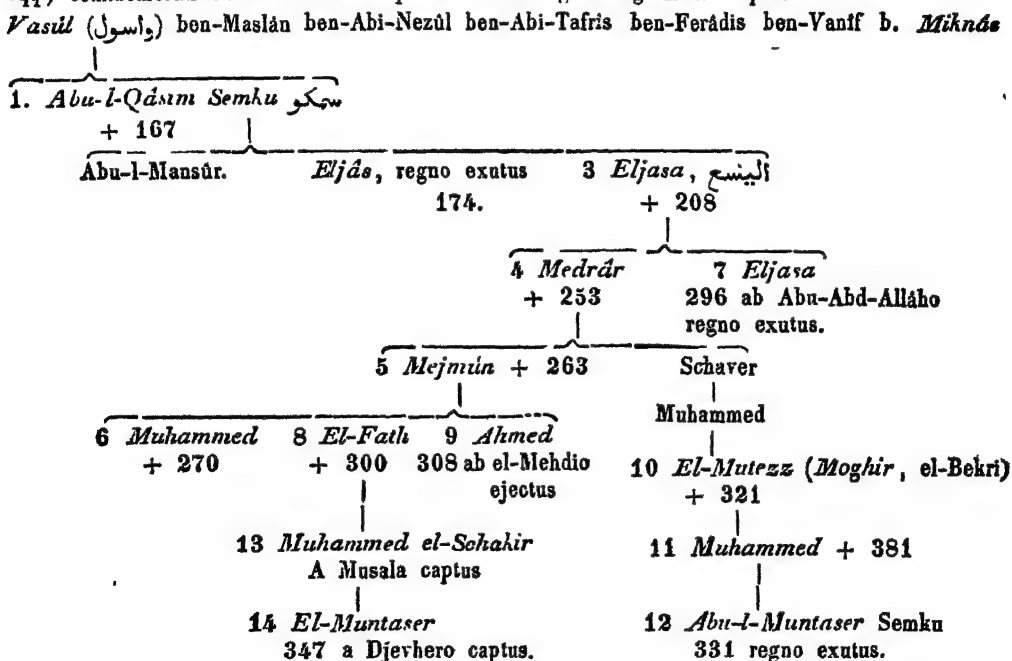 Vasúl (واسول) ben-Maslán ben-Abi-Nezúl ben-Abi-Tafris ben-Ferâdis ben-Vanîf b. Miknás
1. Abu-l-Qâsim Semku سمكو
+ 167
Abu-l-Mansûr. Eljâs, regno exutus 3 Eljasa, اليسع
174. + 208
4 Medrâr 7 Eljasa
+ 253 296 ab Abu-Abd-Allâho
regno exutus.
5 Mejmún + 263 Schaver
Muhammed
6 Muhammed 8 El-Fath 9 Ahmed
+ 270 + 300 308 ab el-Mehdio
ejectus
10 El-Mutezz (Moghir, el-Bekri)
+ 321
13 Muhammed el-Schakir 11 Muhammed + 381
A Musala captus
14 El-Muntaser 12 Abu-l-Muntaser Semku
347 a Djevhero captus. 331 regno exutus.